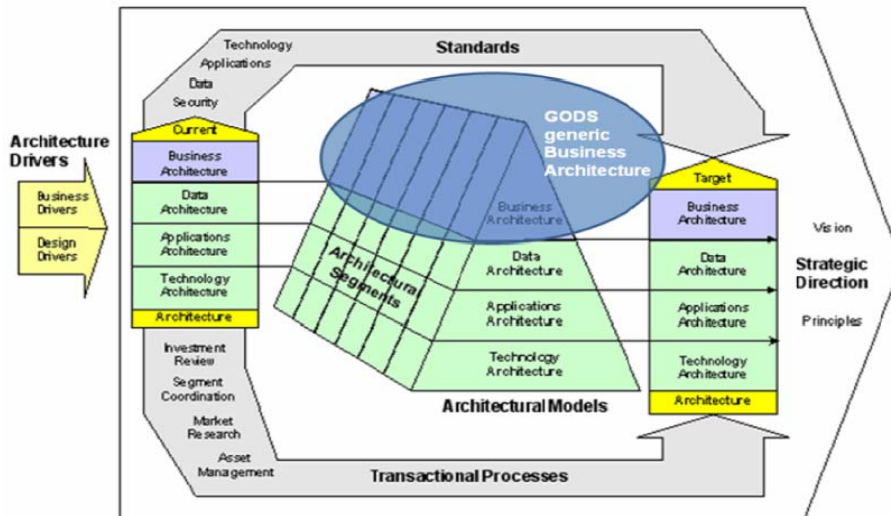 Technology
Applications
Data
Security
Standards
Architecture
Drivers
Business
Drivers
Design
Drivers
Current
Business
Architecture
Data
Architecture
Applications
Architecture
Technology
Architecture
Architecture
Investment
Review
Segment
Coordination
Market
Research
Asset
Management
Transactional Processes
Architectural
Segments
GODS
generic
Business
Architecture
Business
Architecture
Data
Architecture
Applications
Architecture
Technology
Architecture
Architectural Models
Target
Business
Architecture
Data
Architecture
Applications
Architecture
Technology
Architecture
Architecture
Vision
Strategic
Direction
Principles